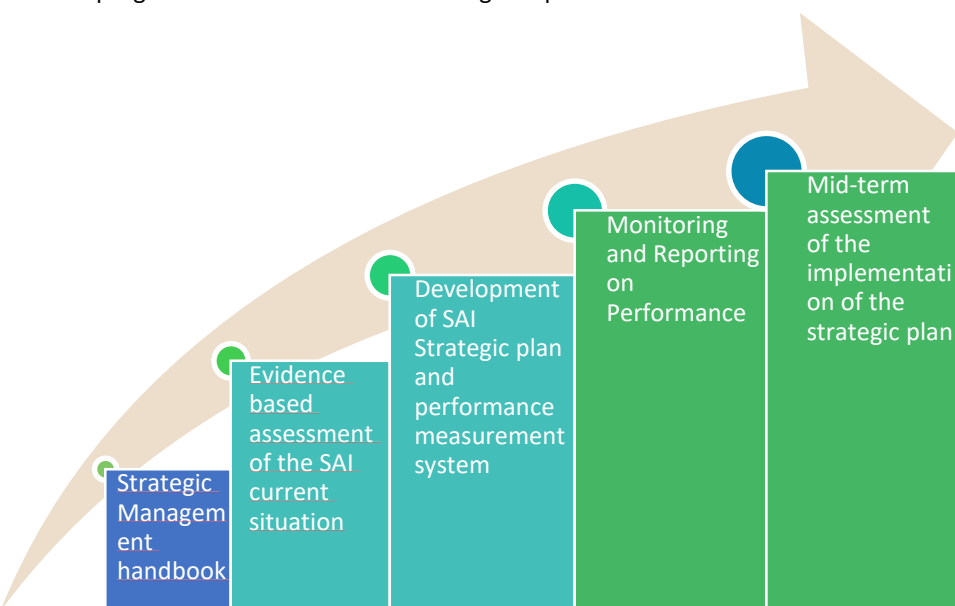 Strategic
Managem
ent
handbook
Evidence
based
assessment
of the SAI
current
situation
Development
of SAI
Strategic plan
and
performance
measurement
system
Monitoring
and Reporting
on
Performance
Mid-term
assessment
of the
implementati
on of the
strategic plan